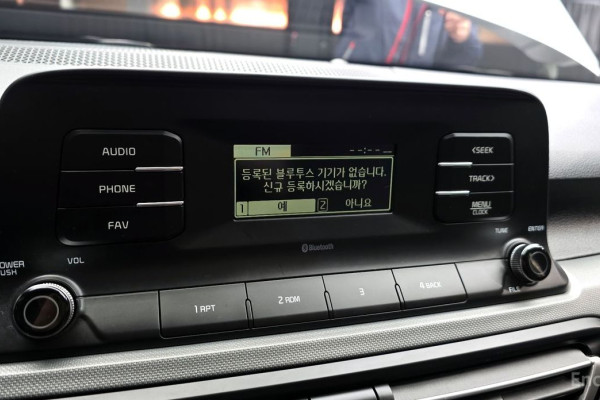 FM --:--
등록된 블루투스 기기가 없습니다.
신규 등록하시겠습니까?
1 예 2 아니요
AUDIO
PHONE
FAV
<SEEK
TRACK>
MENU
CLOCK
Bluetooth
POWER
PUSH
VOL
TUNE
ENTER
1 RPT
2 RDM
3
4 BACK